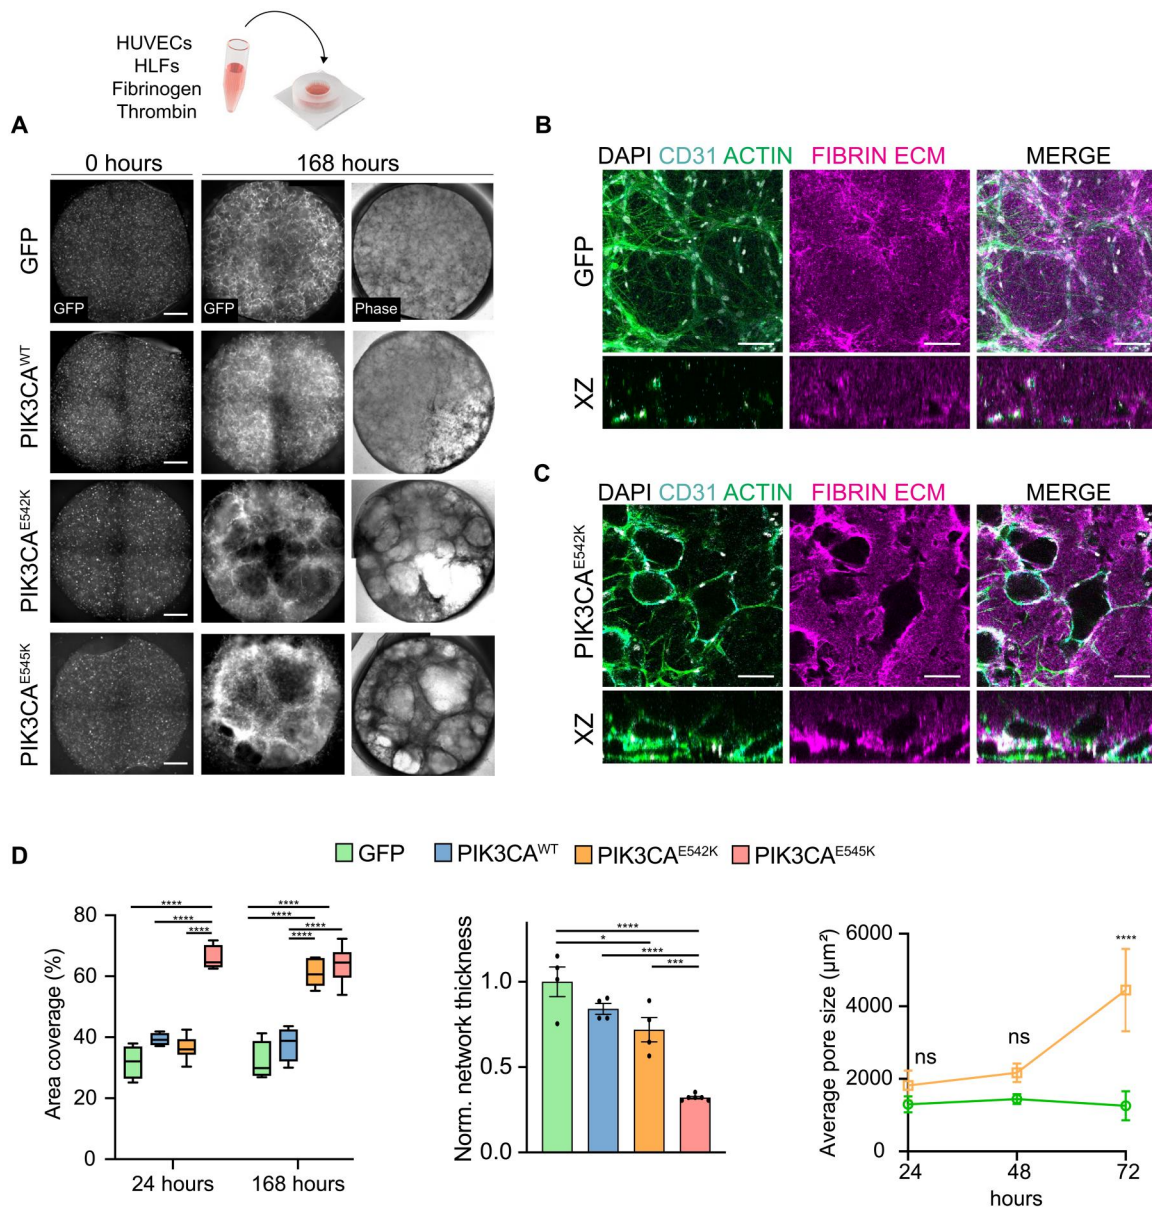 HUVECs
HLFs
Fibrinogen
Thrombin
A
0 hours
168 hours
GFP
GFP
GFP
Phase
PIK3CA^WT
PIK3CA^E542K
PIK3CA^E545K
B
DAPI CD31 ACTIN
FIBRIN ECM
MERGE
GFP
XZ
C
DAPI CD31 ACTIN
FIBRIN ECM
MERGE
PIK3CA^E542K
XZ
D
GFP
PIK3CA^WT
PIK3CA^E542K
PIK3CA^E545K
Area coverage (%)
80
60
40
20
0
****
****
****
****
****
****
****
24 hours
168 hours
Norm. network thickness
1.0
0.5
0.0
****
*
****
***
Average pore size (µm²)
6000
4000
2000
0
ns
ns
****
24
48
72
hours